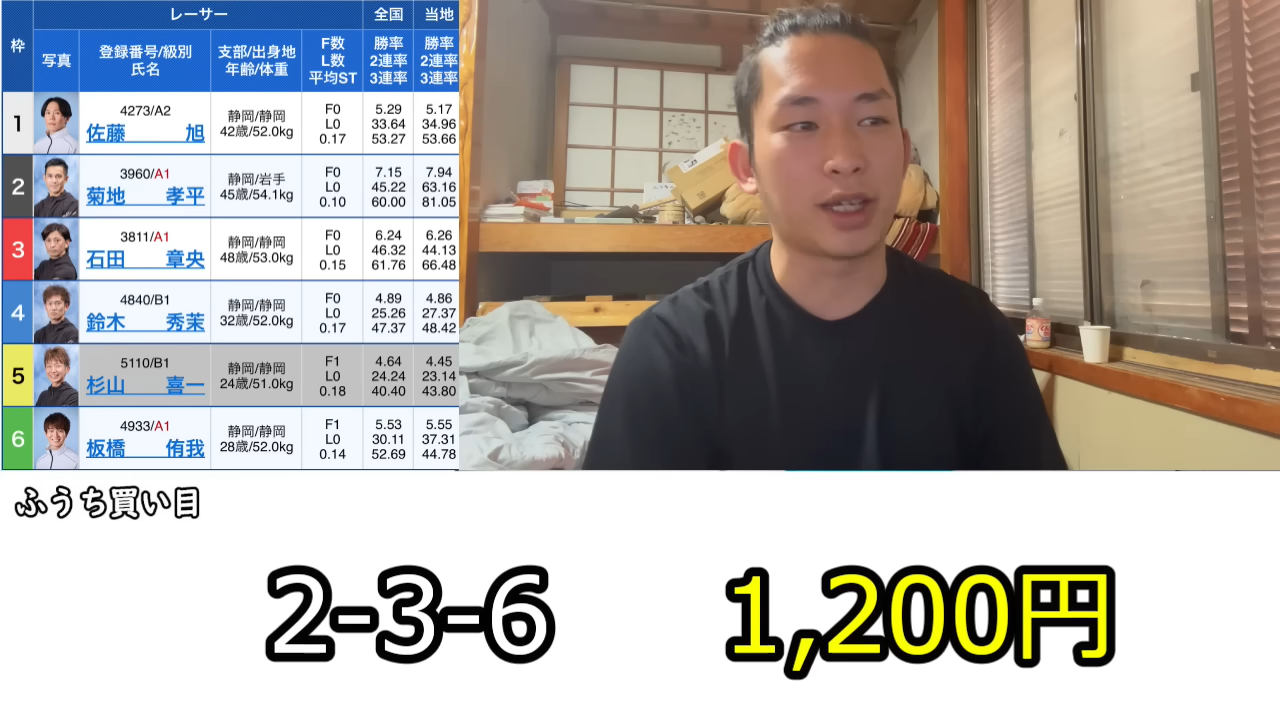 レーサー 全国 当地
枠 写真 登録番号/級別 氏名 支部/出身地 年齢/体重 F数 L数 平均ST 勝率 2連率 3連率 勝率 2連率 3連率
1 4273/A2 佐藤 旭 静岡/静岡 42歳/52.0kg F0 L0 0.17 5.29 33.64 53.27 5.17 34.96 53.66
2 3960/A1 菊地 孝平 静岡/岩手 45歳/54.1kg F0 L0 0.10 7.15 45.22 60.00 7.94 63.16 81.05
3 3811/A1 石田 章央 静岡/静岡 48歳/53.0kg F0 L0 0.15 6.24 46.32 61.76 6.26 44.13 66.48
4 4840/B1 鈴木 秀茉 静岡/静岡 32歳/52.0kg F0 L0 0.17 4.89 25.26 47.37 4.86 27.37 48.42
5 5110/B1 杉山 喜一 静岡/静岡 24歳/51.0kg F1 L0 0.18 4.64 24.24 40.40 4.45 23.14 43.80
6 4933/A1 板橋 侑我 静岡/静岡 28歳/52.0kg F1 L0 0.14 5.53 30.11 52.69 5.55 37.31 44.78
ふうち買い目
2-3-6 1,200円